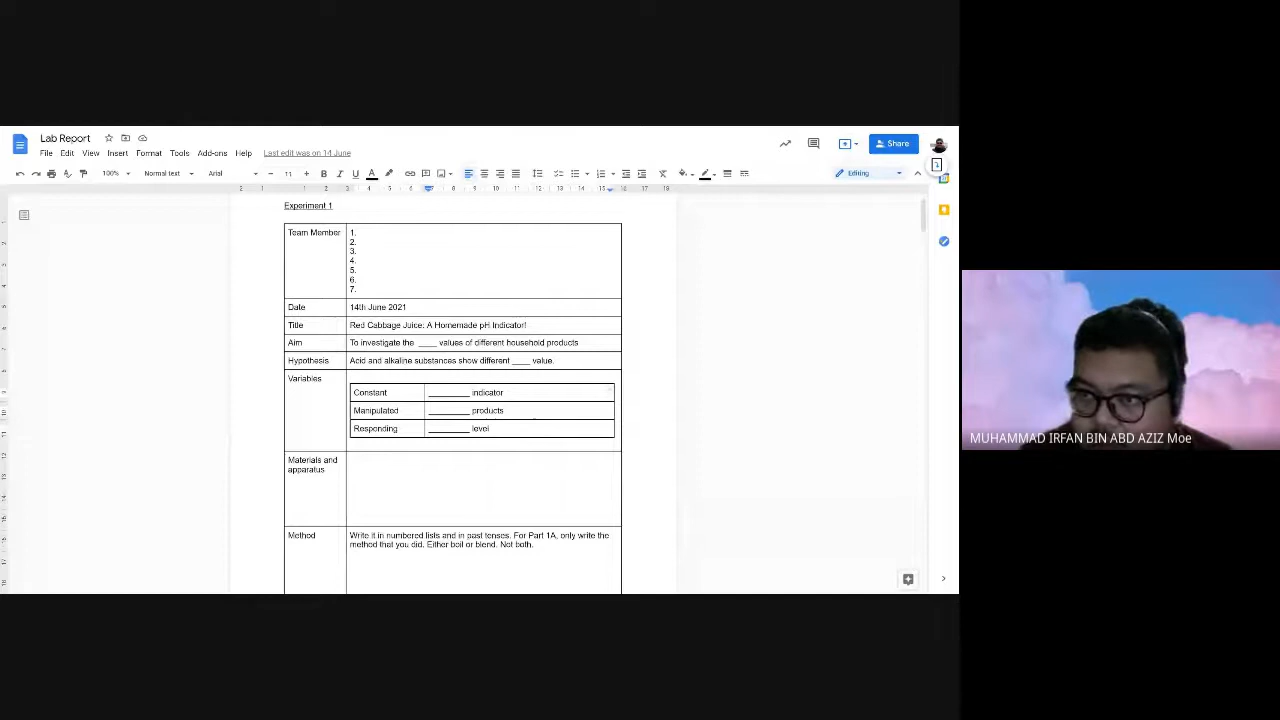 Lab Report
File Edit View Insert Format Tools Add-ons Help Last edit was on 14 June
Share
100% Normal text Arial 11 Editing
Experiment 1
Team Member
1.
2.
3.
4.
5.
6.
7.
Date 14th June 2021
Title Red Cabbage Juice: A Homemade pH Indicator!
Aim To investigate the ____ values of different household products
Hypothesis Acid and alkaline substances show different ____ value.
Variables
Constant _________ indicator
Manipulated _________ products
Responding _________ level
Materials and
apparatus
Method Write it in numbered lists and in past tenses. For Part 1A, only write the
method that you did. Either boil or blend. Not both.
MUHAMMAD IRFAN BIN ABD AZIZ Moe